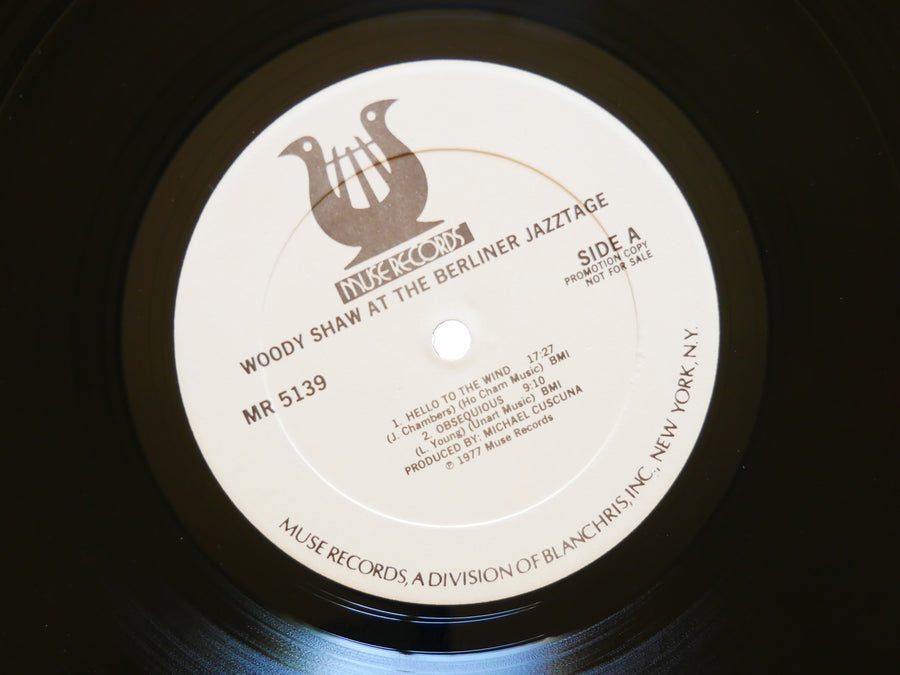 MUSE RECORDS
WOODY SHAW AT THE BERLINER JAZZTAGE
SIDE A
PROMOTION COPY
NOT FOR SALE
MR 5139
1. HELLO TO THE WIND 17:27
(J. Chambers) (Ho Cham Music) BMI
2. OBSEQUIOUS 9:10
(L. Young) (Unart Music) BMI
PRODUCED BY: MICHAEL CUSCUNA
℗ 1977 Muse Records
MUSE RECORDS, A DIVISION OF BLANCHRIS, INC., NEW YORK, N.Y.